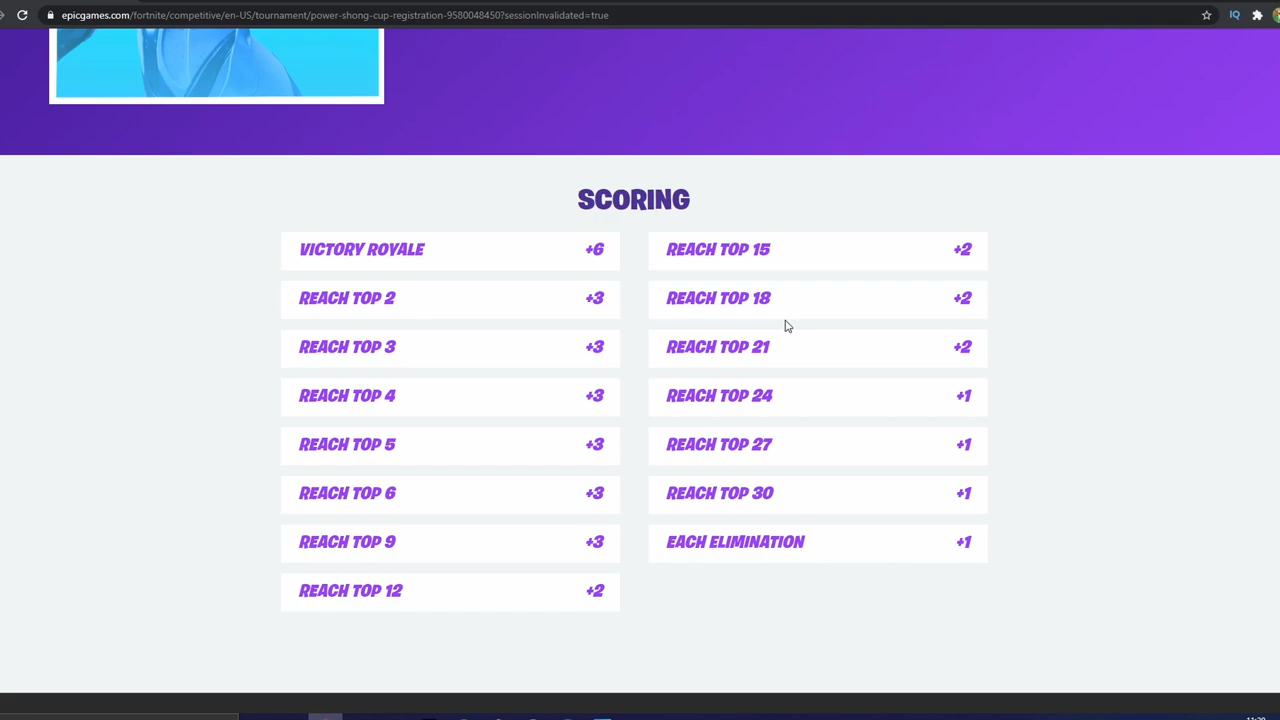 epicgames.com/fortnite/competitive/en-US/tournament/power-shong-cup-registration-9580048450?sessionInvalidated=true
IQ
SCORING
VICTORY ROYALE +6
REACH TOP 2 +3
REACH TOP 3 +3
REACH TOP 4 +3
REACH TOP 5 +3
REACH TOP 6 +3
REACH TOP 9 +3
REACH TOP 12 +2
REACH TOP 15 +2
REACH TOP 18 +2
REACH TOP 21 +2
REACH TOP 24 +1
REACH TOP 27 +1
REACH TOP 30 +1
EACH ELIMINATION +1